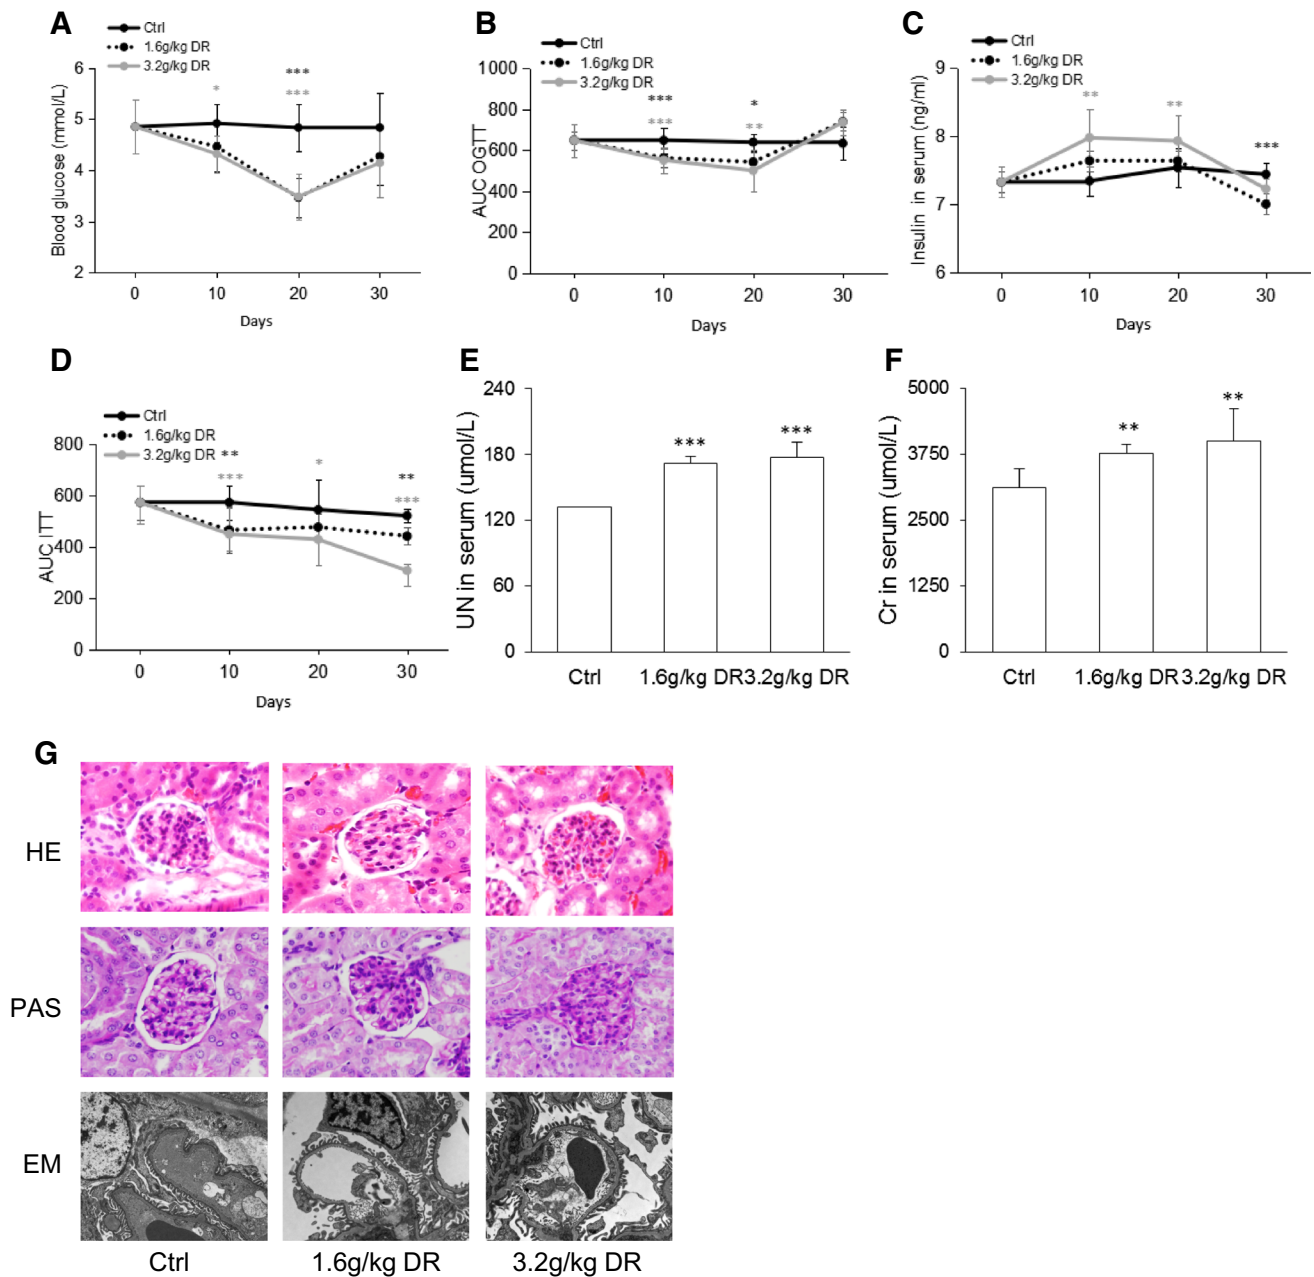 A
Ctrl
1.6g/kg DR
3.2g/kg DR
Blood glucose (mmol/L)
6
5
4
3
2
*
***
***
0 10 20 30
Days
B
Ctrl
1.6g/kg DR
3.2g/kg DR
AUC OGTT
1000
800
600
400
200
0
***
***
*
**
0 10 20 30
Days
C
Ctrl
1.6g/kg DR
3.2g/kg DR
Insulin in serum (ng/ml)
9
8
7
6
**
**
***
0 10 20 30
Days
D
Ctrl
1.6g/kg DR
3.2g/kg DR
AUC ITT
800
600
400
200
0
**
***
*
**
***
0 10 20 30
Days
E
UN in serum (umol/L)
240
180
120
60
0
***
***
Ctrl 1.6g/kg DR 3.2g/kg DR
F
Cr in serum (umol/L)
5000
3750
2500
1250
0
**
**
Ctrl 1.6g/kg DR 3.2g/kg DR
G
HE
PAS
EM
Ctrl 1.6g/kg DR 3.2g/kg DR